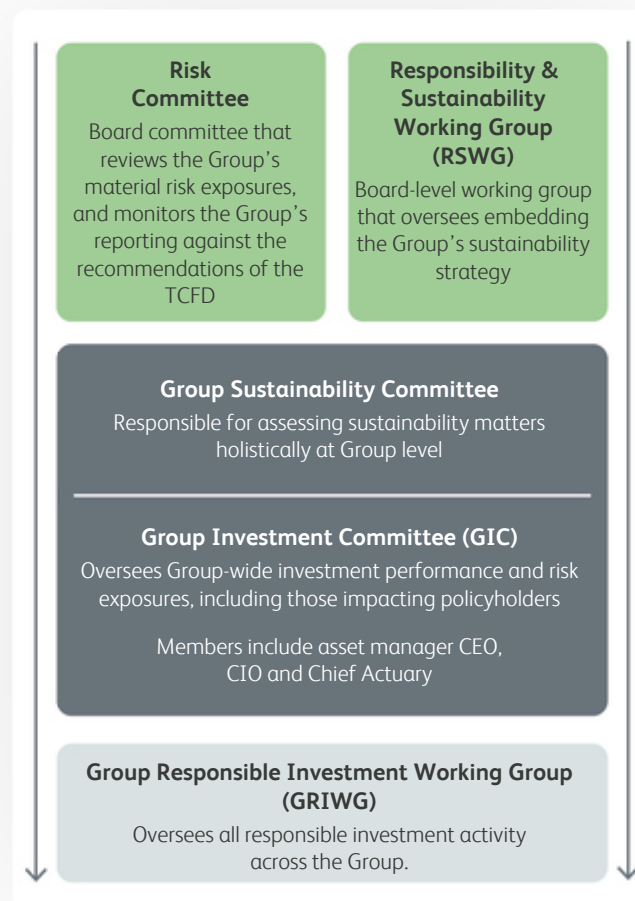 Risk
Committee
Board committee that
reviews the Group’s
material risk exposures,
and monitors the Group’s
reporting against the
recommendations of the
TCFD
Responsibility &
Sustainability
Working Group
(RSWG)
Board-level working group
that oversees embedding
the Group’s sustainability
strategy
Group Sustainability Committee
Responsible for assessing sustainability matters
holistically at Group level
Group Investment Committee (GIC)
Oversees Group-wide investment performance and risk
exposures, including those impacting policyholders
Members include asset manager CEO,
CIO and Chief Actuary
Group Responsible Investment Working Group
(GRIWG)
Oversees all responsible investment activity
across the Group.